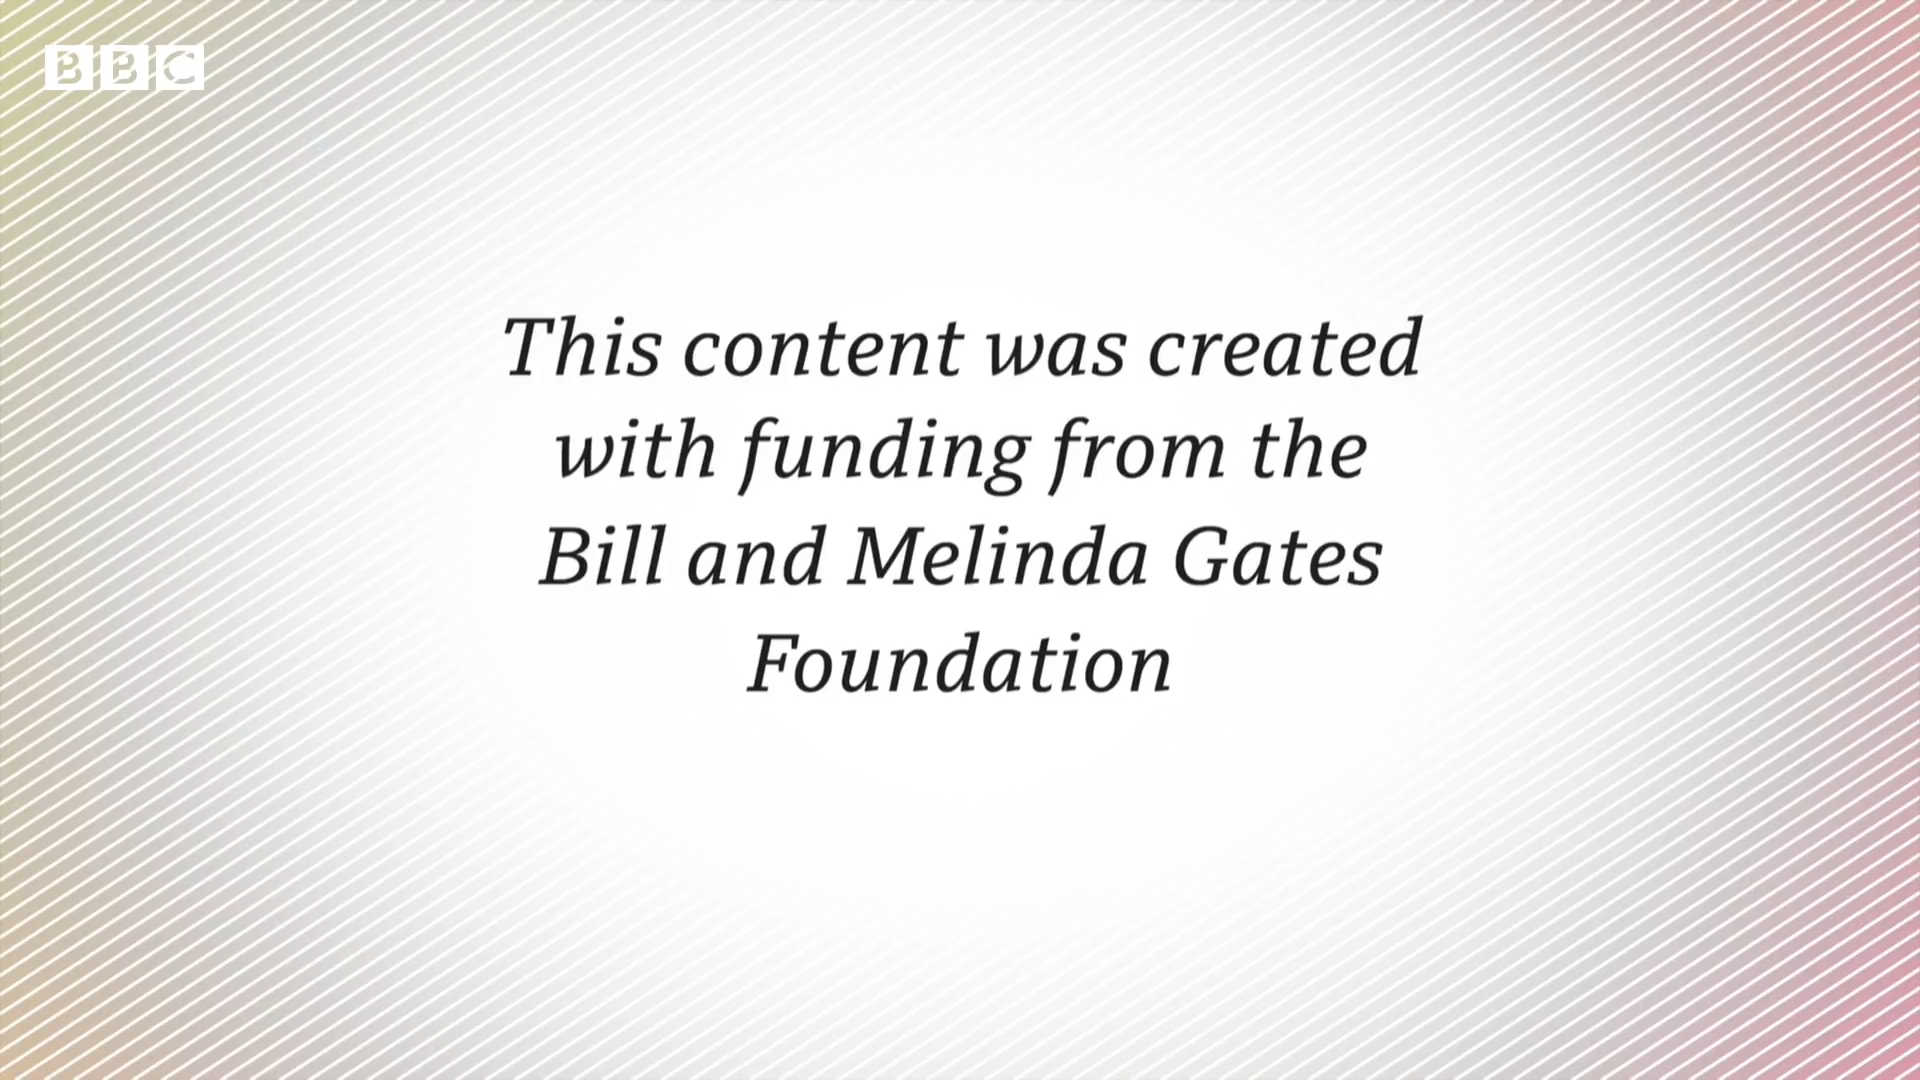 BBC
This content was created
with funding from the
Bill and Melinda Gates
Foundation